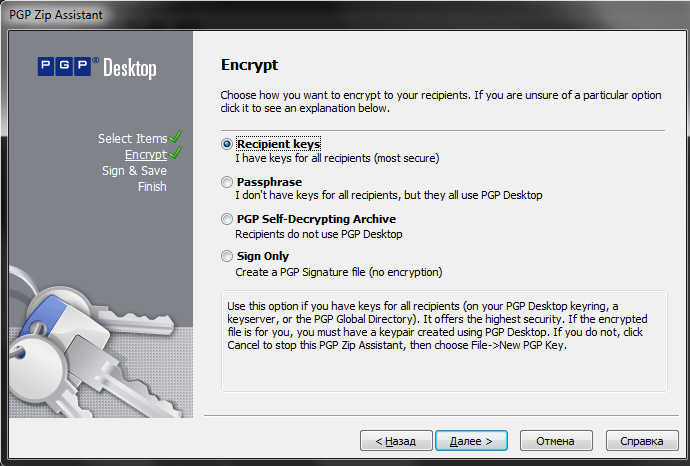 PGP Zip Assistant
PGP® Desktop
Select Items
Encrypt
Sign & Save
Finish
Encrypt
Choose how you want to encrypt to your recipients. If you are unsure of a particular option
click it to see an explanation below.
Recipient keys
I have keys for all recipients (most secure)
Passphrase
I don't have keys for all recipients, but they all use PGP Desktop
PGP Self-Decrypting Archive
Recipients do not use PGP Desktop
Sign Only
Create a PGP Signature file (no encryption)
Use this option if you have keys for all recipients (on your PGP Desktop keyring, a
keyserver, or the PGP Global Directory). It offers the highest security. If the encrypted
file is for you, you must have a keypair created using PGP Desktop. If you do not, click
Cancel to stop this PGP Zip Assistant, then choose File->New PGP Key.
< Назад
Далее >
Отмена
Справка